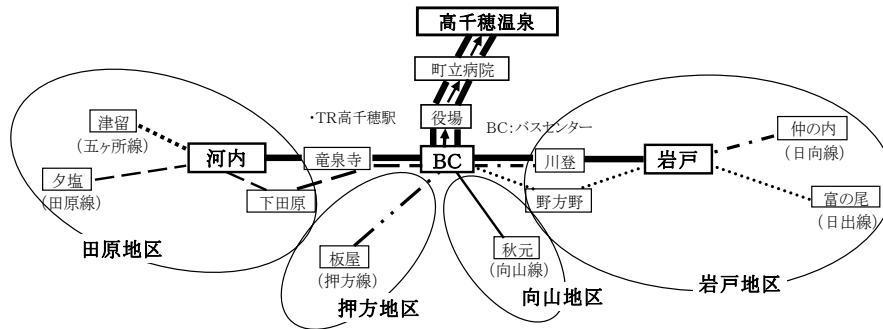 高千穂温泉
町立病院
・TR高千穂駅
役場
BC:バスセンター
津留
(五ヶ所線)
河内
竜泉寺
BC
川登
岩戸
仲の内
(日向線)
夕塩
(田原線)
下田原
野方野
富の尾
(日出線)
田原地区
板屋
(押方線)
秋元
(向山線)
押方地区
向山地区
岩戸地区